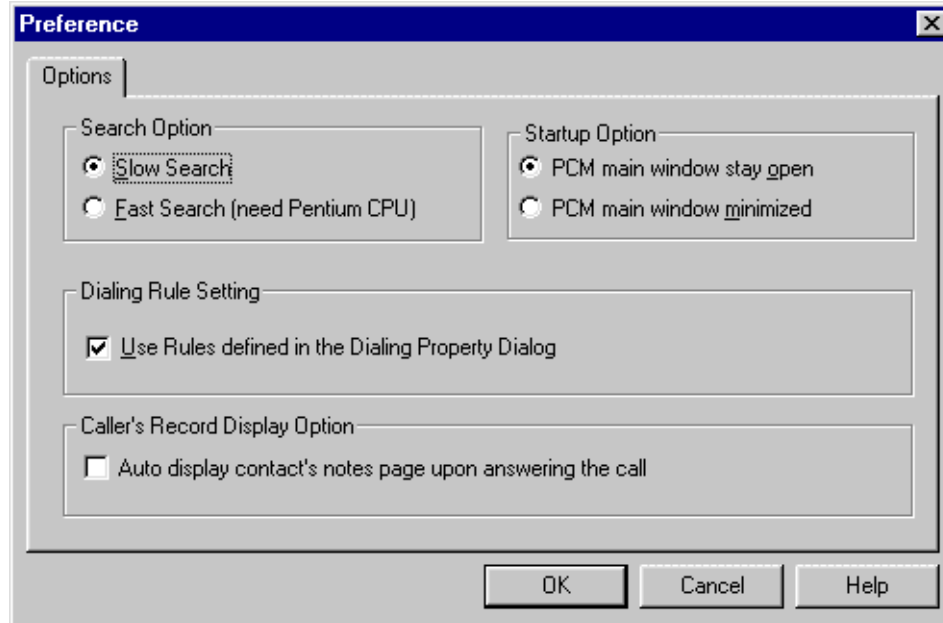 Preference
Options
Search Option
Slow Search
Fast Search (need Pentium CPU)
Startup Option
PCM main window stay open
PCM main window minimized
Dialing Rule Setting
Use Rules defined in the Dialing Property Dialog
Caller's Record Display Option
Auto display contact's notes page upon answering the call
OK
Cancel
Help